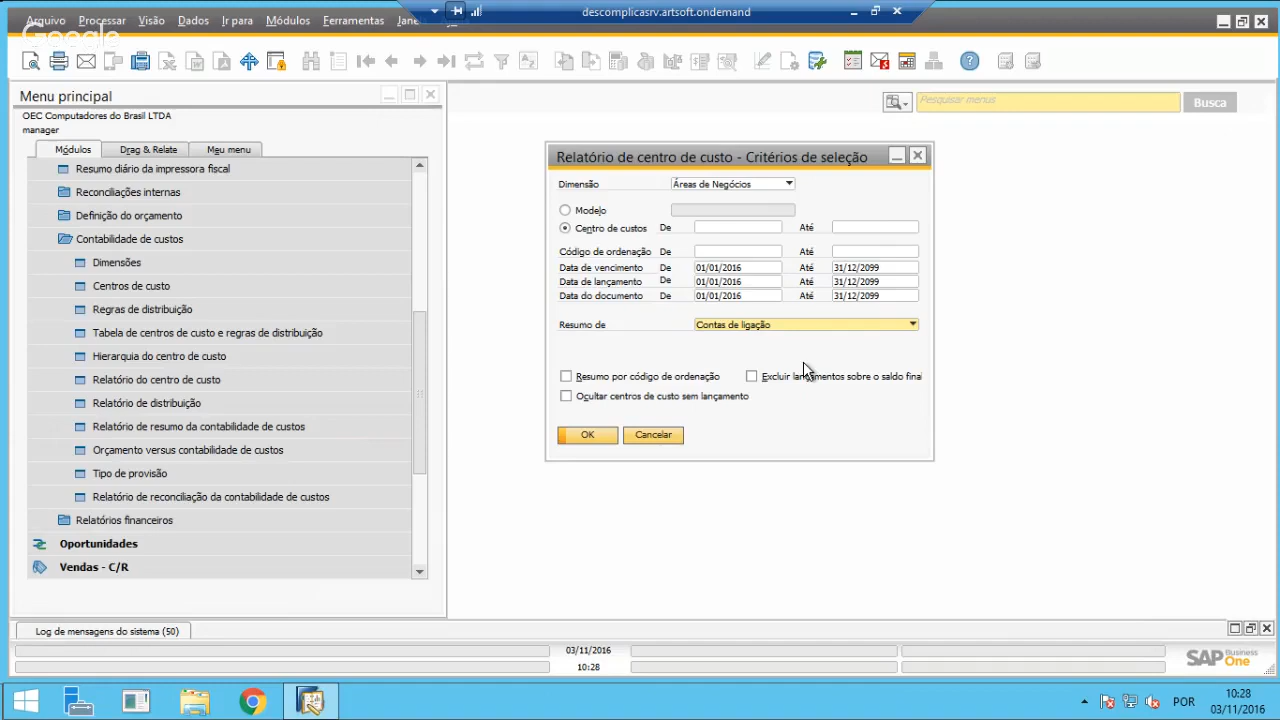 descomplicasrv.artsoft.ondemand
Arquivo Processar Visão Dados Ir para Módulos Ferramentas
Google
Menu principal
OEC Computadores do Brasil LTDA
manager
Módulos Drag & Relate Meu menu
Resumo diário da impressora fiscal
Reconciliações internas
Definição do orçamento
Contabilidade de custos
Dimensões
Centros de custo
Regras de distribuição
Tabela de centros de custo e regras de distribuição
Hierarquia do centro de custo
Relatório do centro de custo
Relatório de distribuição
Relatório de resumo da contabilidade de custos
Orçamento versus contabilidade de custos
Tipo de provisão
Relatório de reconciliação da contabilidade de custos
Relatórios financeiros
Oportunidades
Vendas - C/R
Pesquisar menus Busca
Relatório de centro de custo - Critérios de seleção
Dimensão Áreas de Negócios
Modelo
Centro de custos De Até
Código de ordenação De Até
Data de vencimento De 01/01/2016 Até 31/12/2099
Data de lançamento De 01/01/2016 Até 31/12/2099
Data do documento De 01/01/2016 Até 31/12/2099
Resumo de Contas de ligação
Resumo por código de ordenação Excluir lançamentos sobre o saldo final
Ocultar centros de custo sem lançamento
OK Cancelar
Log de mensagens do sistema (50)
03/11/2016
10:28
SAP Business One
POR
10:28
03/11/2016